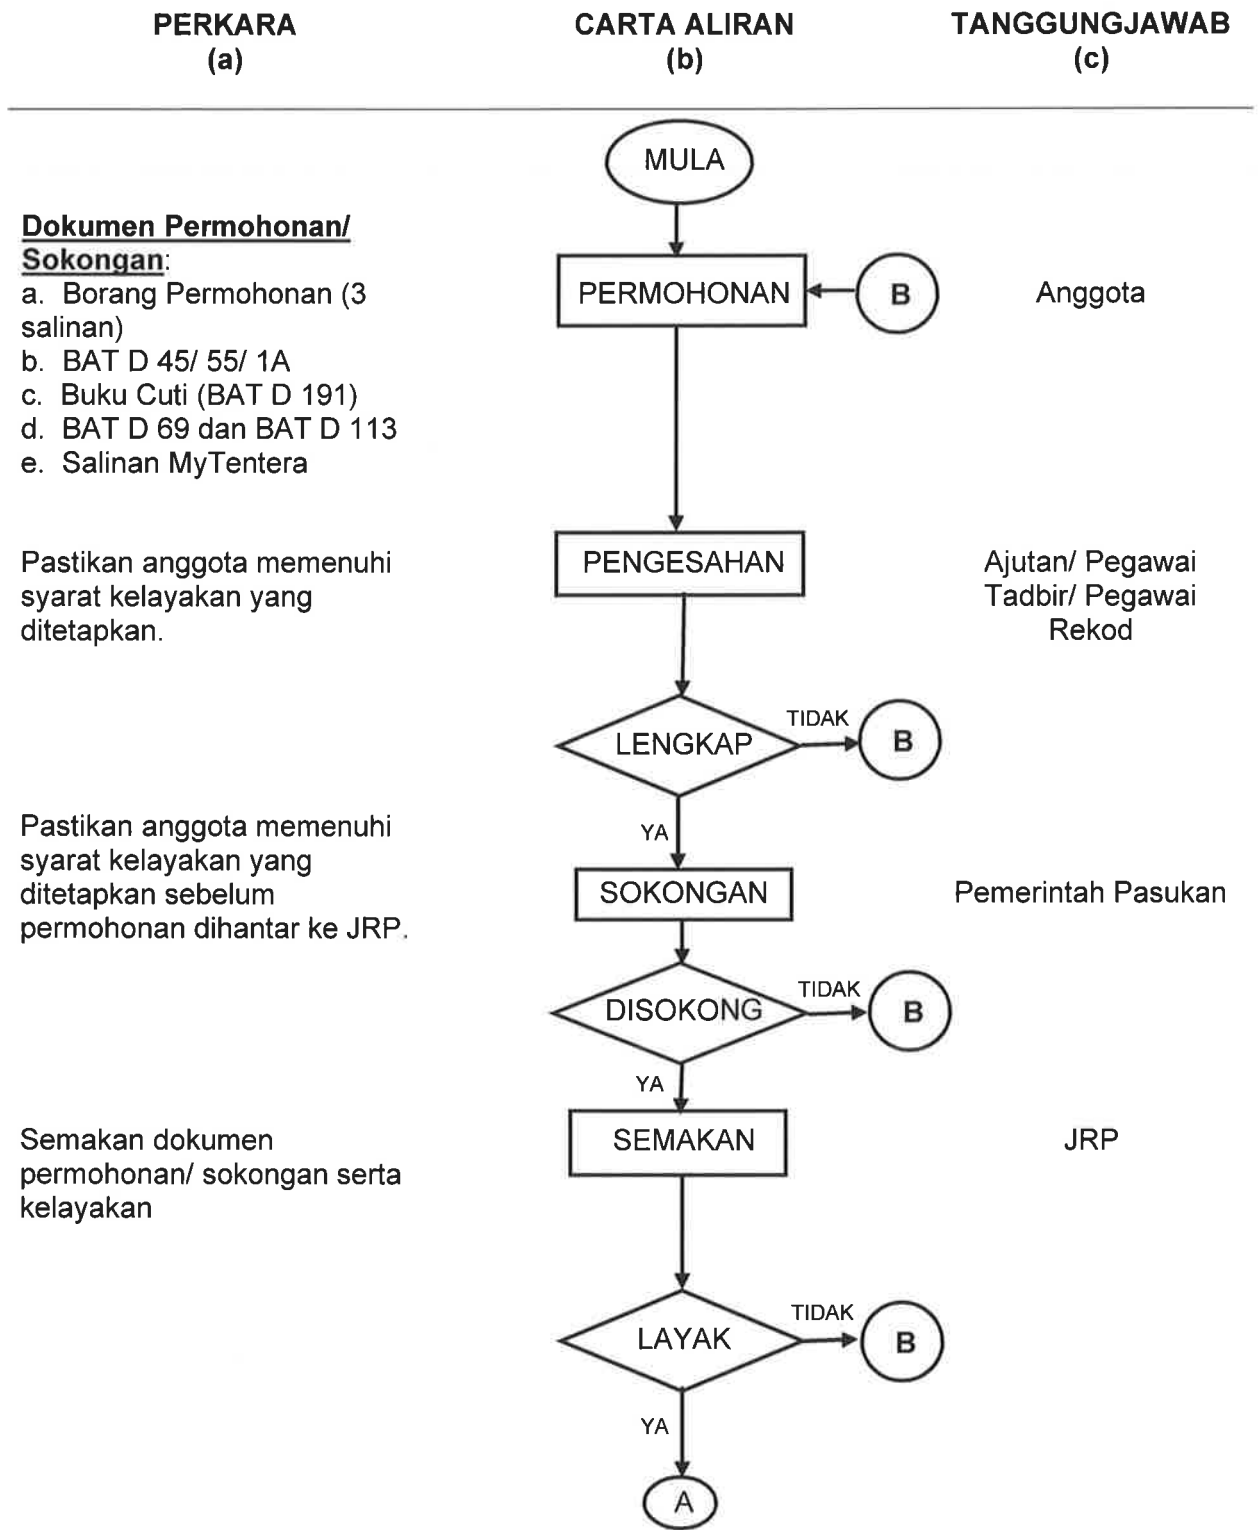 PERKARA
(a)
CARTA ALIRAN
(b)
TANGGUNGJAWAB
(c)
MULA
Dokumen Permohonan/
Sokongan:
a. Borang Permohonan (3
salinan)
b. BAT D 45/ 55/ 1A
c. Buku Cuti (BAT D 191)
d. BAT D 69 dan BAT D 113
e. Salinan MyTentera
PERMOHONAN
B
Anggota
Pastikan anggota memenuhi
syarat kelayakan yang
ditetapkan.
PENGESAHAN
Ajutan/ Pegawai
Tadbir/ Pegawai
Rekod
LENGKAP
TIDAK
B
YA
Pastikan anggota memenuhi
syarat kelayakan yang
ditetapkan sebelum
permohonan dihantar ke JRP.
SOKONGAN
Pemerintah Pasukan
DISOKONG
TIDAK
B
YA
Semakan dokumen
permohonan/ sokongan serta
kelayakan
SEMAKAN
JRP
LAYAK
TIDAK
B
YA
A